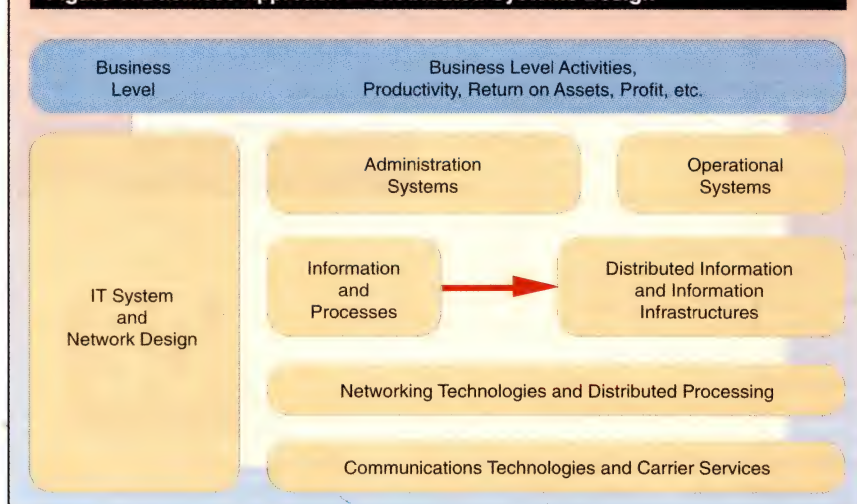 Business
Level
Business Level Activities,
Productivity, Return on Assets, Profit, etc.
Administration
Systems
Operational
Systems
IT System
and
Network Design
Information
and
Processes
Distributed Information
and Information
Infrastructures
Networking Technologies and Distributed Processing
Communications Technologies and Carrier Services